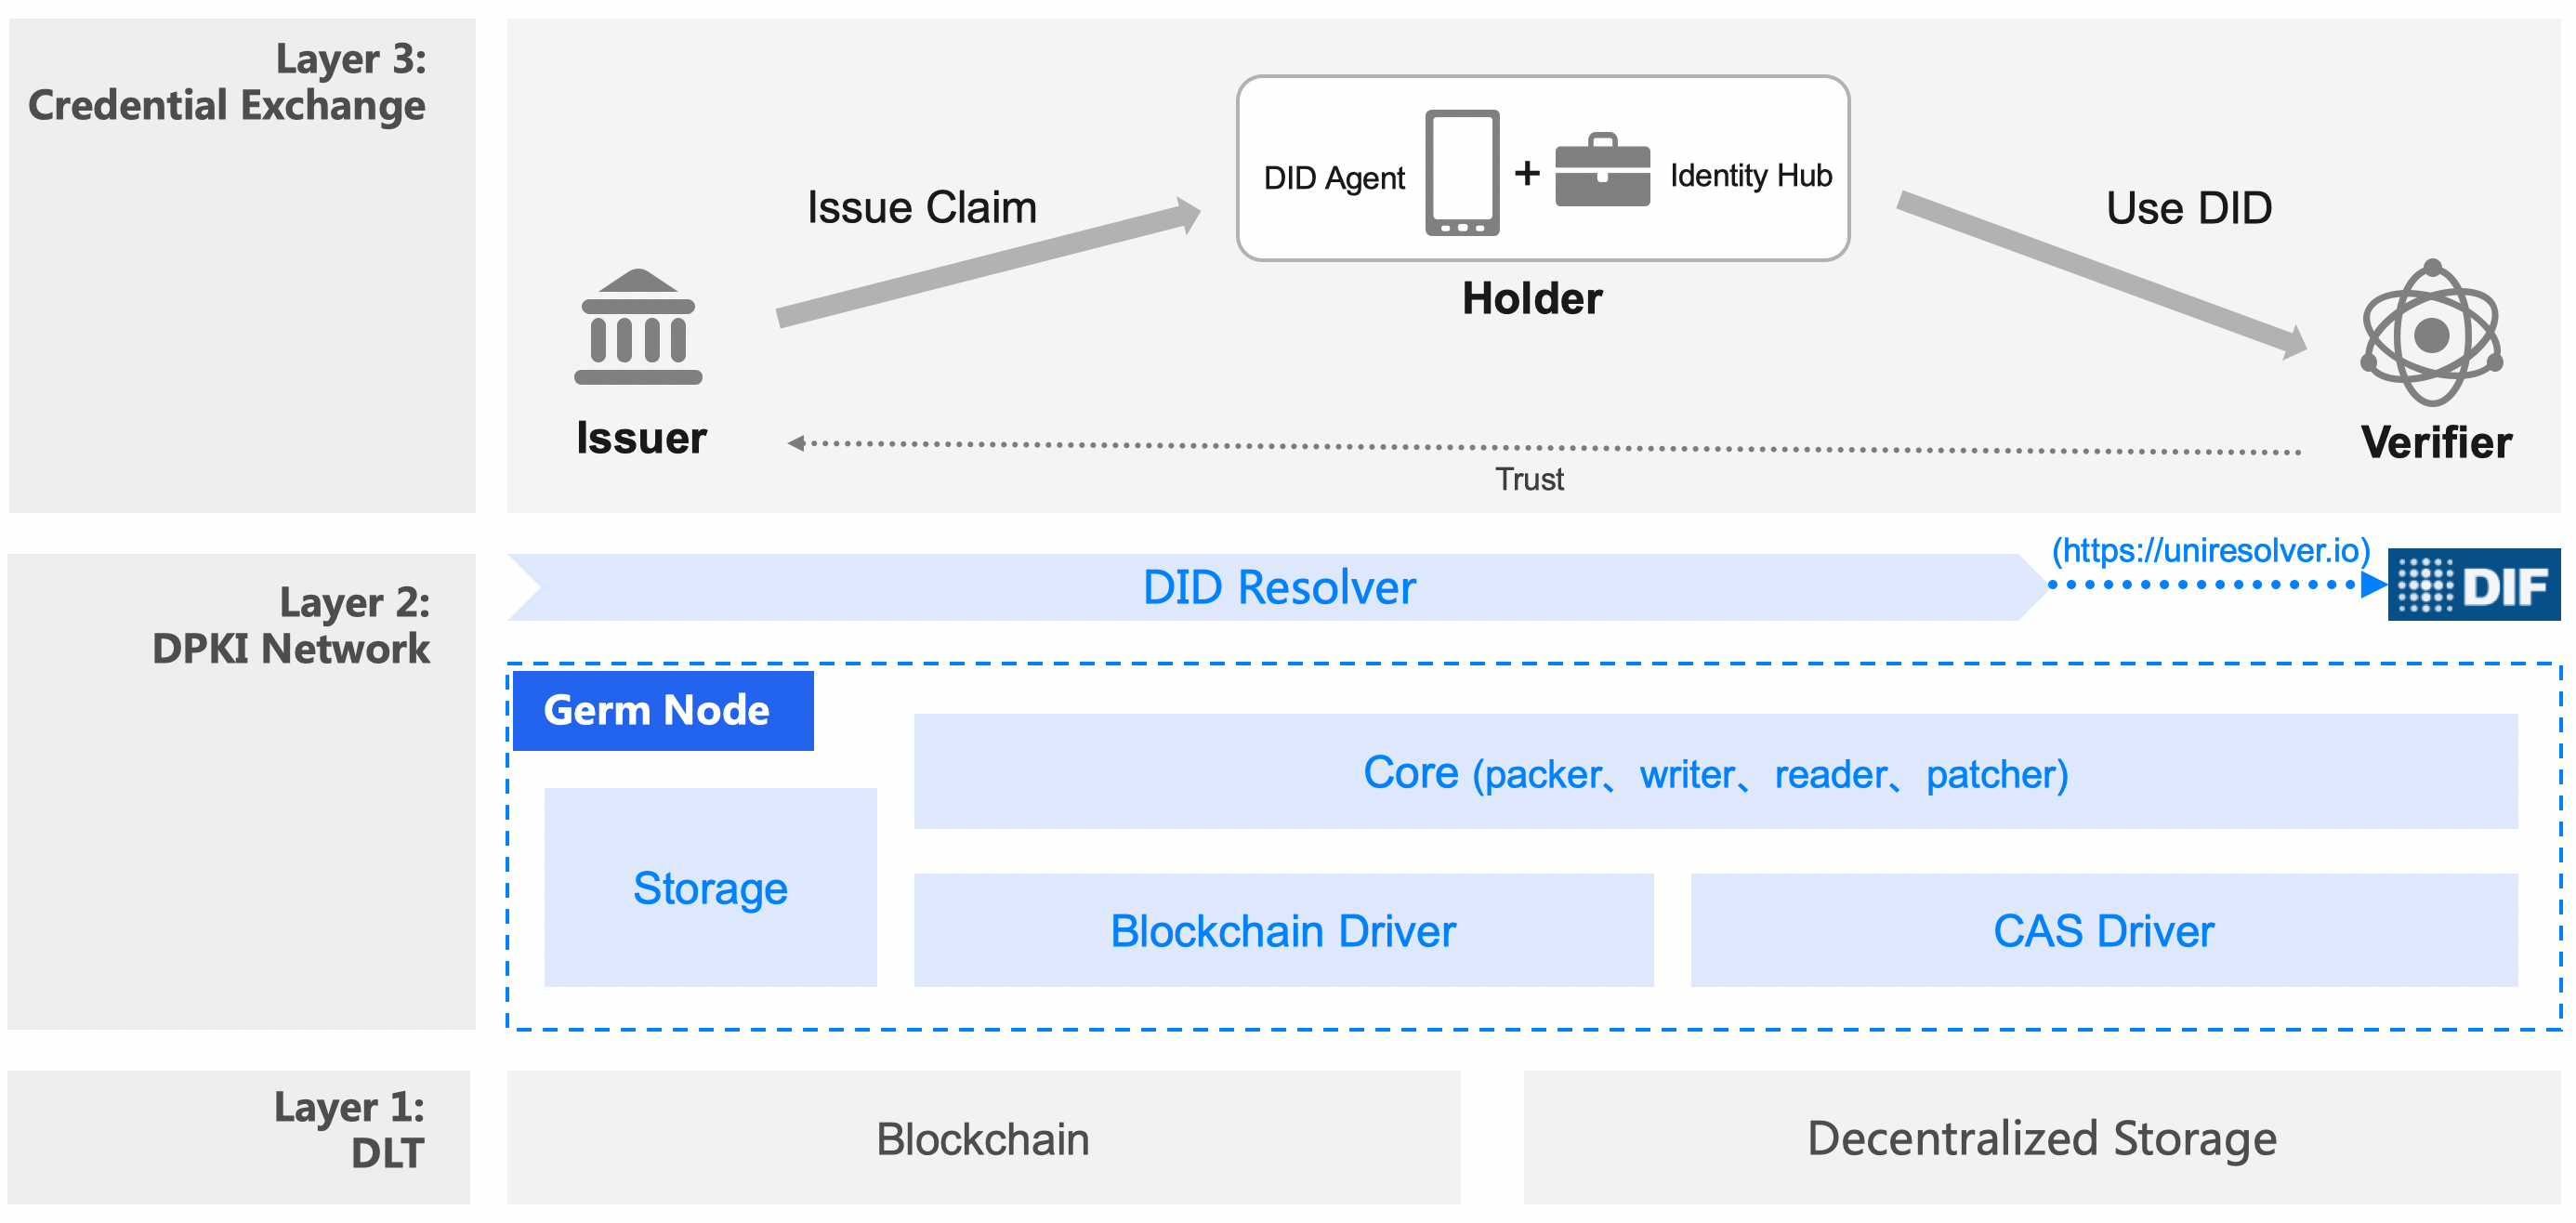 Layer 3:
Credential Exchange
Issue Claim
DID Agent
+
Identity Hub
Holder
Use DID
Issuer
Verifier
Trust
Layer 2:
DPKI Network
DID Resolver
(https://uniresolver.io)
DIF
Germ Node
Core (packer、writer、reader、patcher)
Storage
Blockchain Driver
CAS Driver
Layer 1:
DLT
Blockchain
Decentralized Storage